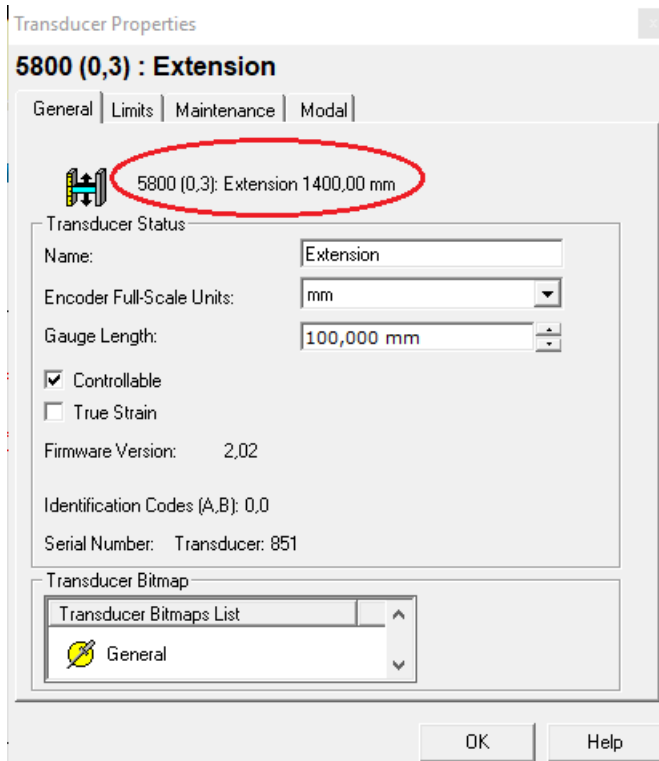 Transducer Properties
5800 (0,3) : Extension
General Limits Maintenance Modal
5800 (0,3): Extension 1400,00 mm
Transducer Status
Name: Extension
Encoder Full-Scale Units: mm
Gauge Length: 100,000 mm
Controllable
True Strain
Firmware Version: 2,02
Identification Codes (A,B): 0,0
Serial Number: Transducer: 851
Transducer Bitmap
Transducer Bitmaps List
General
OK Help